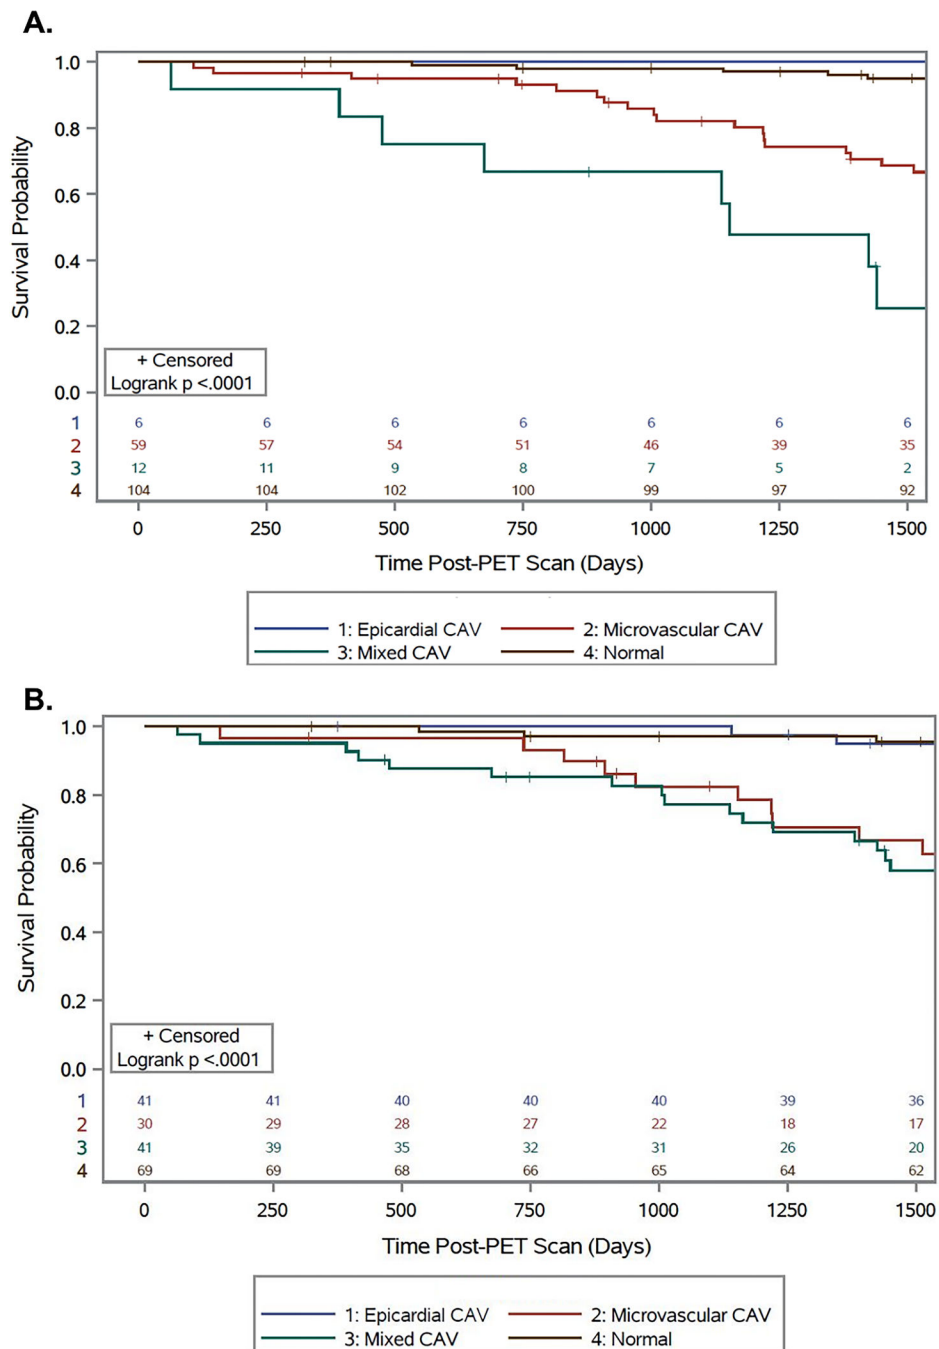 A.
1.0
0.8
0.6
0.4
0.2
0.0
Survival Probability
+ Censored
Logrank p <.0001
1 6 6 6 6 6 6 6
2 59 57 54 51 46 39 35
3 12 11 9 8 7 5 2
4 104 104 102 100 99 97 92
0 250 500 750 1000 1250 1500
Time Post-PET Scan (Days)
1: Epicardial CAV 2: Microvascular CAV
3: Mixed CAV 4: Normal
B.
1.0
0.8
0.6
0.4
0.2
0.0
Survival Probability
+ Censored
Logrank p <.0001
1 41 41 40 40 40 39 36
2 30 29 28 27 22 18 17
3 41 39 35 32 31 26 20
4 69 69 68 66 65 64 62
0 250 500 750 1000 1250 1500
Time Post-PET Scan (Days)
1: Epicardial CAV 2: Microvascular CAV
3: Mixed CAV 4: Normal